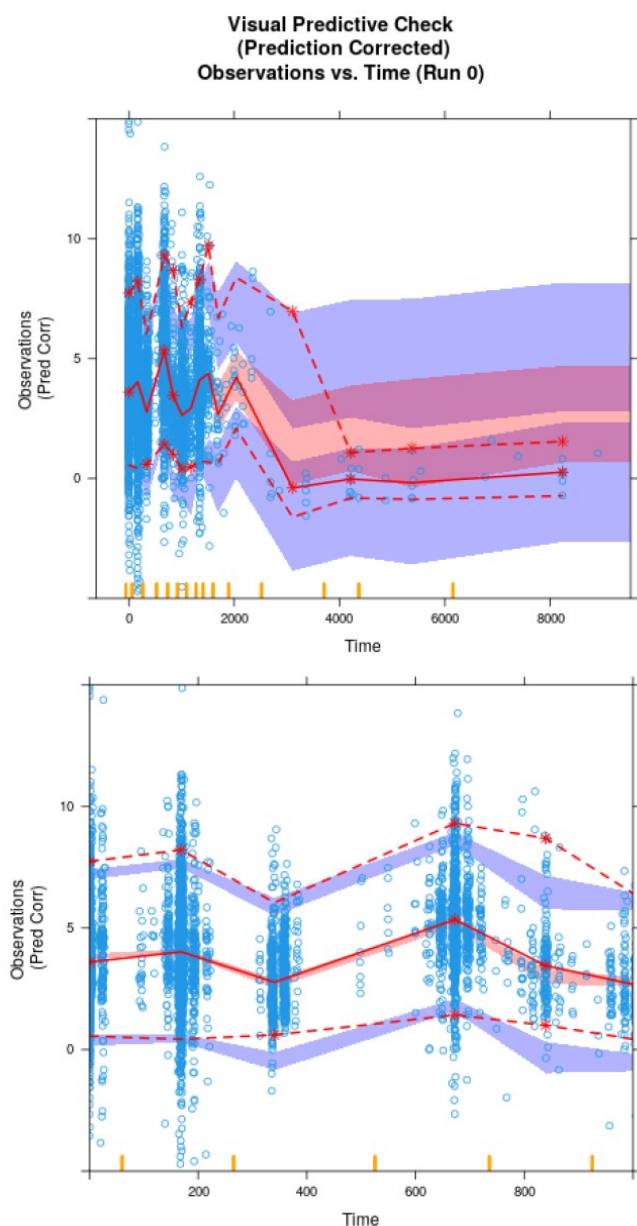 Visual Predictive Check
(Prediction Corrected)
Observations vs. Time (Run 0)
Observations
(Pred Corr)
10
5
0
0
2000
4000
6000
8000
Time
Observations
(Pred Corr)
10
5
0
200
400
600
800
Time